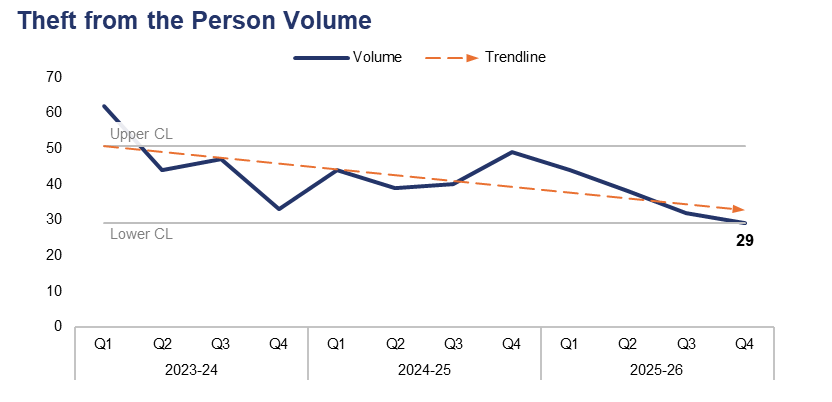 Theft from the Person Volume
Volume Trendline
70
60
Upper CL
50
40
30
Lower CL
29
20
10
0
Q1 Q2 Q3 Q4 Q1 Q2 Q3 Q4 Q1 Q2 Q3 Q4
2023-24 2024-25 2025-26